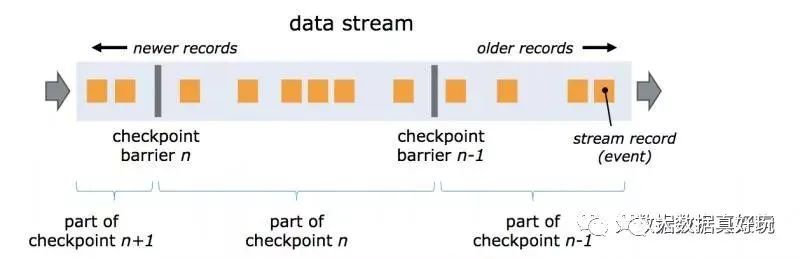 data stream
newer records
older records
checkpoint
barrier n
checkpoint
barrier n-1
stream record
(event)
part of
checkpoint n+1
part of
checkpoint n
part of
checkpoint n-1
数据真好玩